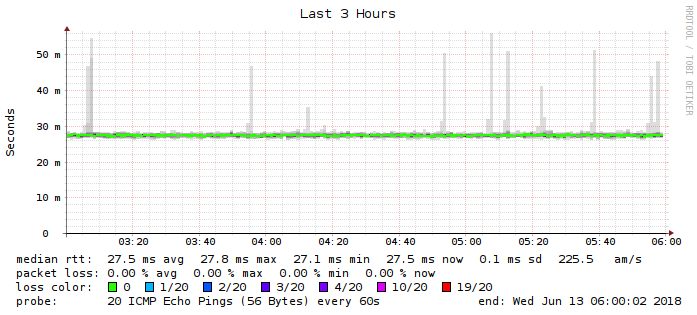 Last 3 Hours
RRDTOOL / TOBI OETIKER
Seconds
50 m
40 m
30 m
20 m
10 m
0
03:20 03:40 04:00 04:20 04:40 05:00 05:20 05:40 06:00
median rtt: 27.5 ms avg 27.8 ms max 27.1 ms min 27.5 ms now 0.1 ms sd 225.5 am/s
packet loss: 0.00 % avg 0.00 % max 0.00 % min 0.00 % now
loss color: 0 1/20 2/20 3/20 4/20 10/20 19/20
probe: 20 ICMP Echo Pings (56 Bytes) every 60s end: Wed Jun 13 06:00:02 2018